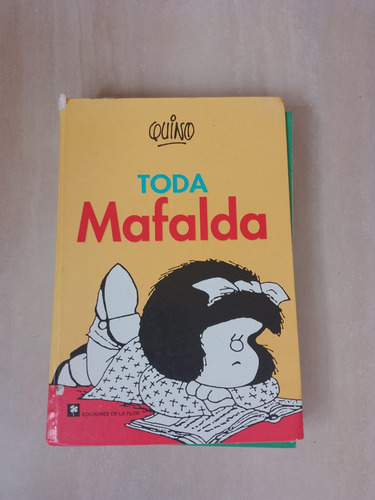 QUINO
TODA
Mafalda
EDICIONES DE LA FLOR